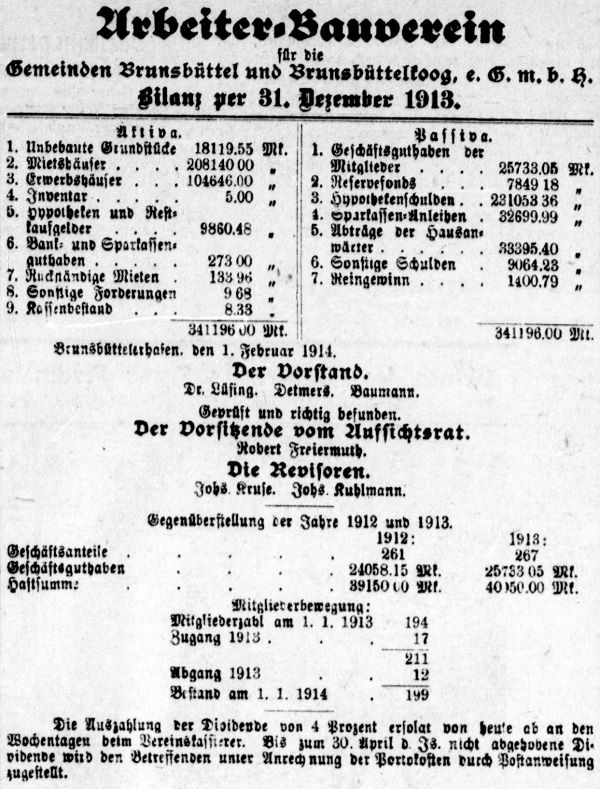 Arbeiter-Bauverein
für die
Gemeinden Brunsbüttel und Brunsbüttelkoog, e. G. m. b. H.
Bilanz per 31. Dezember 1913.
Aktiva.
1. Unbebaute Grundstücke 18119.55 Mk.
2. Mietshäuser . . . . 208140 00 „
3. Erwerbshäuser . . . 104646.00 „
4. Inventar . . . . . 5.00 „
5. Hypotheken und Rest-
kaufgelder . . . . 9860.48 „
6. Bank- und Sparkassen-
guthaben . . . . . 273 00 „
7. Rückständige Mieten . 133 96 „
8. Sonstige Forderungen 9 68 „
9. Kassenbestand . . . 8.33 „
341196 00 Mk.
Passiva.
1. Geschäftsguthaben der
Mitglieder . . . . 25733.05 Mk.
2. Reservefonds . . . 7849 18 „
3. Hypothekenschulden . . 231053 36 „
4. Sparkassen-Anleihen . 32699.99 „
5. Abträge der Hausan-
wärter . . . . . 33395.40 „
6. Sonstige Schulden . 9064.23 „
7. Reingewinn . . . . 1400.79 „
341196.00 Mk.
Brunsbüttelerhafen, den 1. Februar 1914.
Der Vorstand.
Dr. Lüsing. Detmers. Baumann.
Geprüft und richtig befunden.
Der Vorsitzende vom Aufsichtsrat.
Robert Freiermuth.
Die Revisoren.
Johs. Kruse. Johs. Kuhlmann.
Gegenüberstellung der Jahre 1912 und 1913.
1912: 1913:
Geschäftsanteile . . . . . 261 267
Geschäftsguthaben . . . . 24058.15 Mk. 25733 05 Mk.
Haftsumme . . . . . 39150 00 Mk. 40050.00 Mk.
Mitgliederbewegung:
Mitgliederzahl am 1. 1. 1913 194
Zugang 1913 . . . . 17
211
Abgang 1913 . . . 12
Bestand am 1. 1. 1914 . 199
Die Auszahlung der Dividende von 4 Prozent erfolgt von heute ab an den
Wochentagen beim Vereinskassierer. Bis zum 30. April d. Js. nicht abgehobene Di-
vidende wird den Betreffenden unter Anrechnung der Portokosten durch Postanweisung
zugestellt.